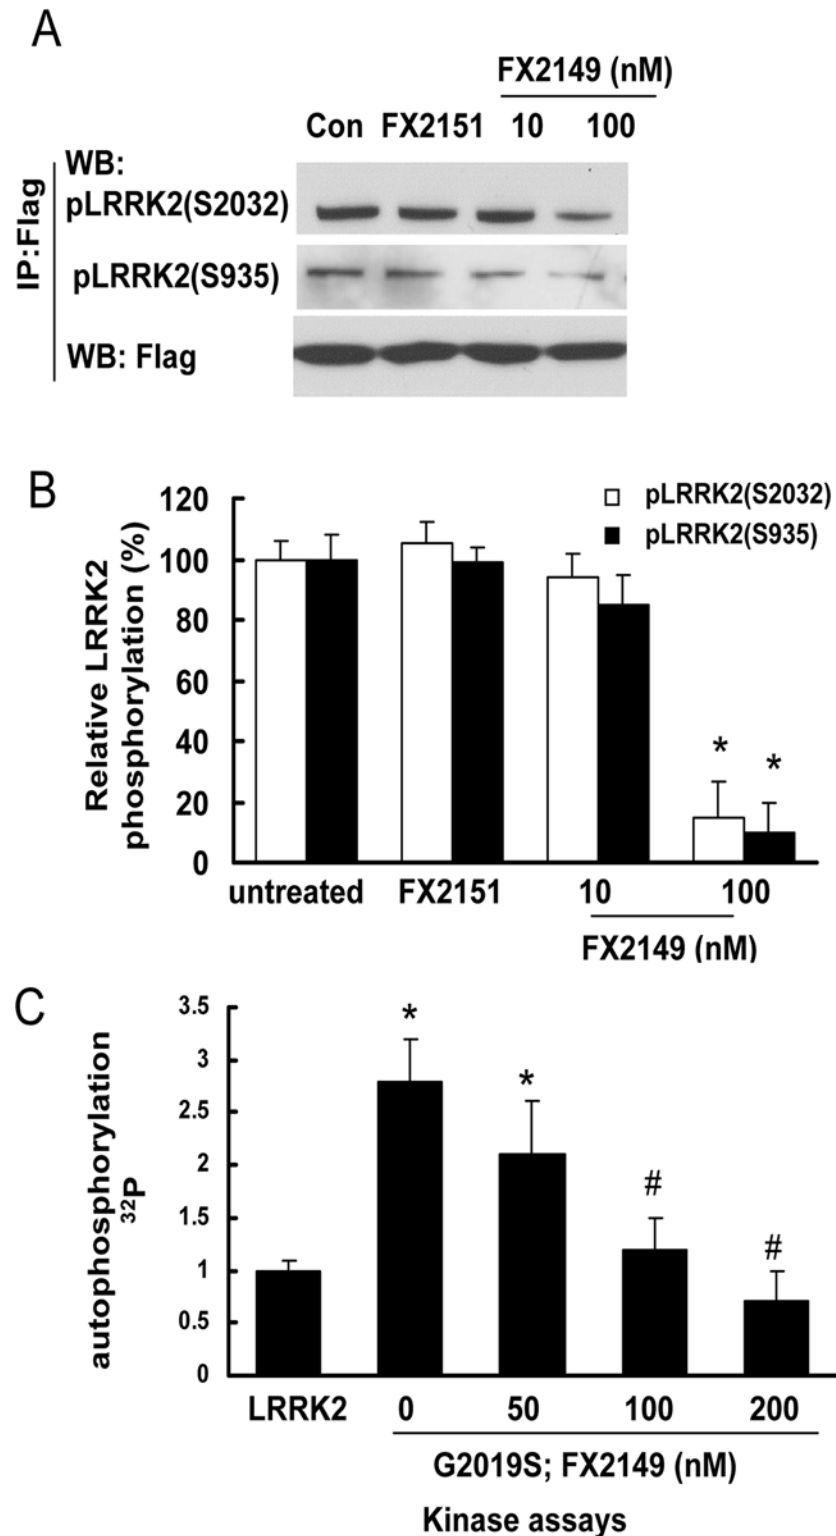 A
FX2149 (nM)
Con FX2151 10 100
IP:Flag
WB:
pLRRK2(S2032)
pLRRK2(S935)
WB: Flag
B
Relative LRRK2
phosphorylation (%)
120
100
80
60
40
20
0
pLRRK2(S2032)
pLRRK2(S935)
* *
untreated FX2151 10 100
FX2149 (nM)
C
autophosphorylation
32P
3.5
3
2.5
2
1.5
1
0.5
0
* * # #
LRRK2 0 50 100 200
G2019S; FX2149 (nM)
Kinase assays